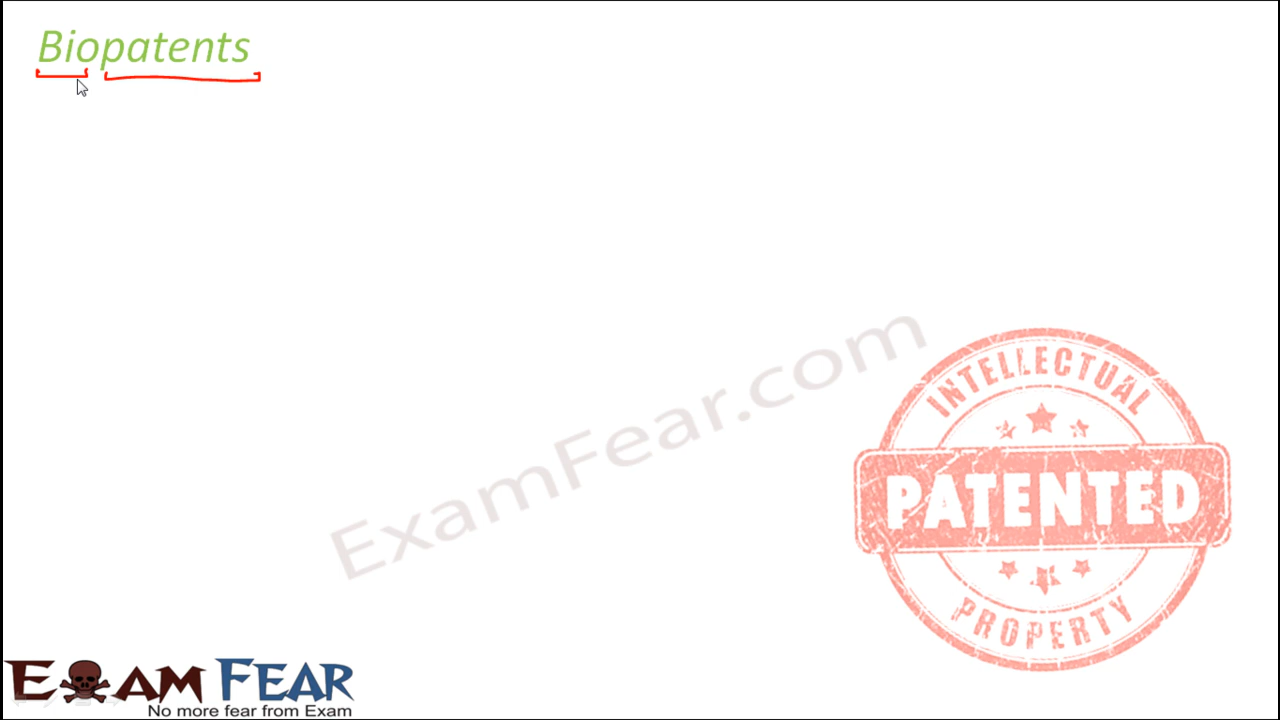 Biopatents
ExamFear.com
INTELLECTUAL
PATENTED
PROPERTY
EXAM FEAR
No more fear from Exam